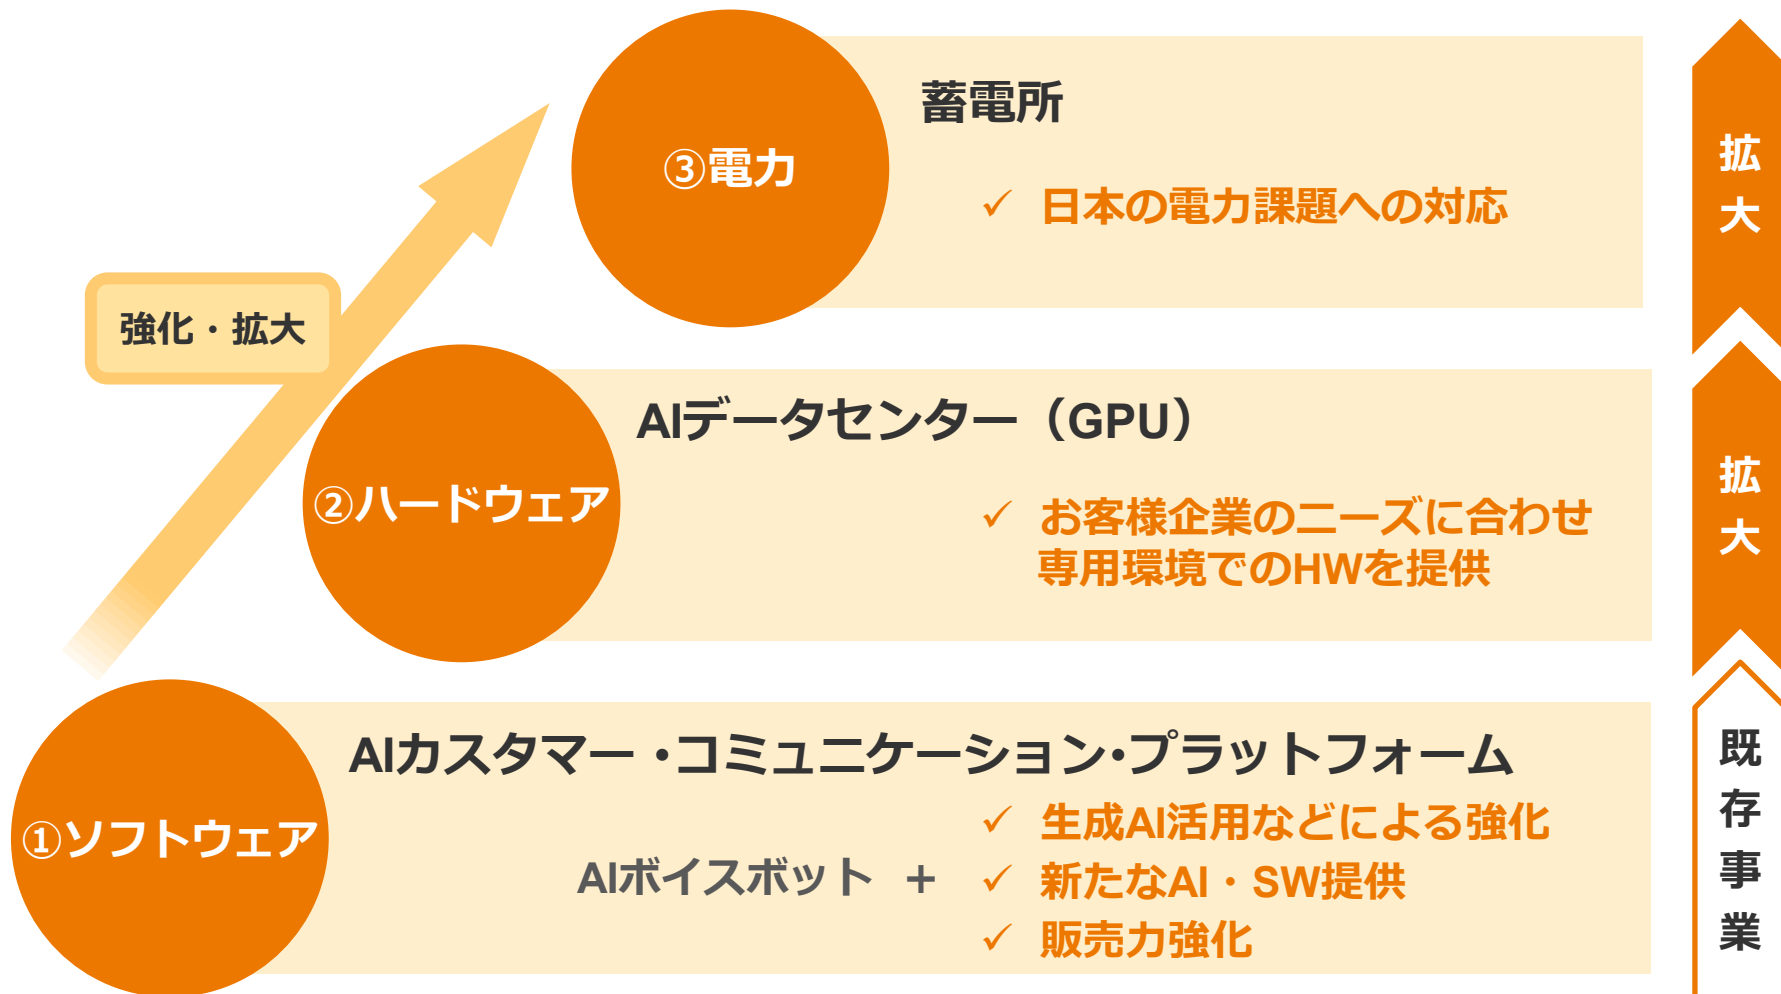 ③電力
蓄電所
✓ 日本の電力課題への対応
拡大
強化・拡大
②ハードウェア
AIデータセンター（GPU）
✓ お客様企業のニーズに合わせ
専用環境でのHWを提供
拡大
①ソフトウェア
AIカスタマー・コミュニケーション・プラットフォーム
AIボイスボット ＋
✓ 生成AI活用などによる強化
✓ 新たなAI・SW提供
✓ 販売力強化
既存事業